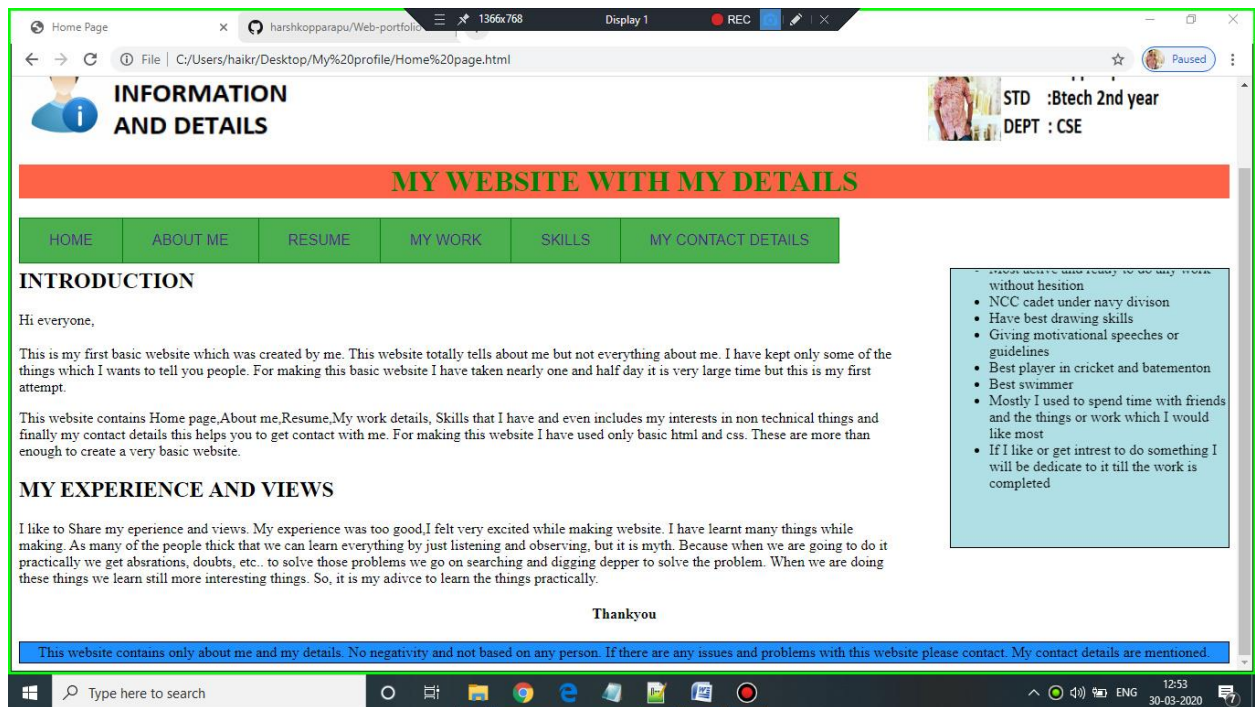 1366x768 Display 1 REC
Home Page harshkopparapu/Web-portfolio
File | C:/Users/haikr/Desktop/My%20profile/Home%20page.html Paused
INFORMATION
AND DETAILS
STD :Btech 2nd year
DEPT : CSE
MY WEBSITE WITH MY DETAILS
HOME ABOUT ME RESUME MY WORK SKILLS MY CONTACT DETAILS
INTRODUCTION
Hi everyone,
This is my first basic website which was created by me. This website totally tells about me but not everything about me. I have kept only some of the
things which I wants to tell you people. For making this basic website I have taken nearly one and half day it is very large time but this is my first
attempt.
This website contains Home page,About me,Resume,My work details, Skills that I have and even includes my interests in non technical things and
finally my contact details this helps you to get contact with me. For making this website I have used only basic html and css. These are more than
enough to create a very basic website.
MY EXPERIENCE AND VIEWS
I like to Share my eperience and views. My experience was too good,I felt very excited while making website. I have learnt many things while
making. As many of the people thick that we can learn everything by just listening and observing, but it is myth. Because when we are going to do it
practically we get absrations, doubts, etc.. to solve those problems we go on searching and digging depper to solve the problem. When we are doing
these things we learn still more interesting things. So, it is my adivce to learn the things practically.
Thankyou
Most active and ready to do any work
without hesition
• NCC cadet under navy divison
• Have best drawing skills
• Giving motivational speeches or
guidelines
• Best player in cricket and batementon
• Best swimmer
• Mostly I used to spend time with friends
and the things or work which I would
like most
• If I like or get intrest to do something I
will be dedicate to it till the work is
completed
This website contains only about me and my details. No negativity and not based on any person. If there are any issues and problems with this website please contact. My contact details are mentioned.
Type here to search
ENG
12:53
30-03-2020
7